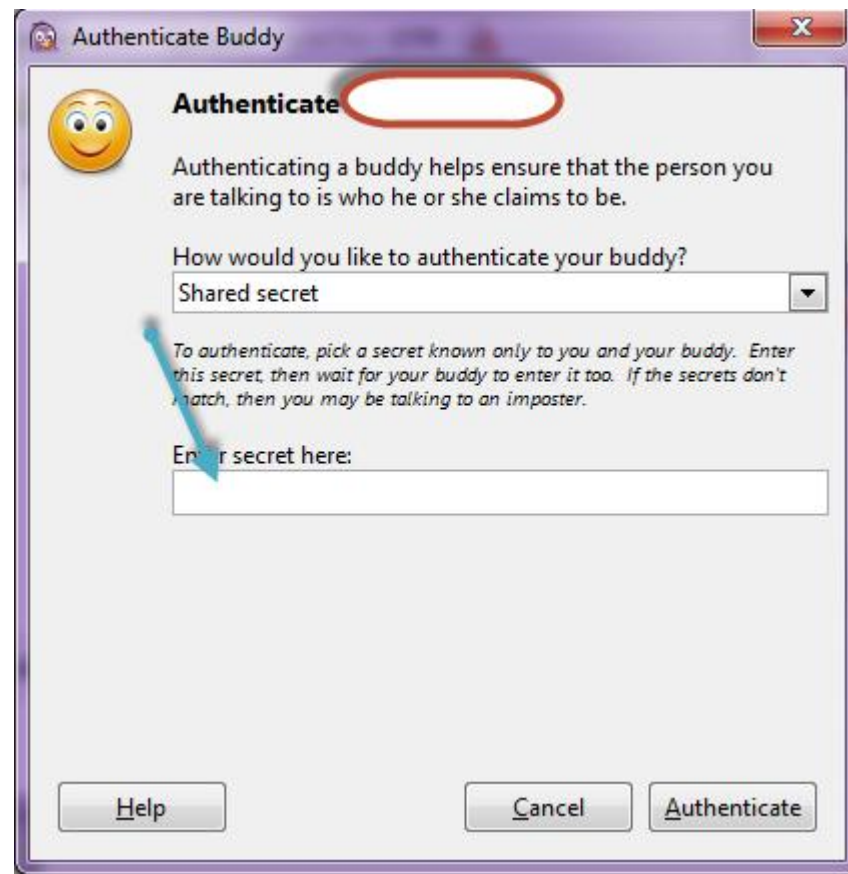 Authenticate Buddy
Authenticate
Authenticating a buddy helps ensure that the person you
are talking to is who he or she claims to be.
How would you like to authenticate your buddy?
Shared secret
To authenticate, pick a secret known only to you and your buddy. Enter
this secret, then wait for your buddy to enter it too. If the secrets don't
match, then you may be talking to an imposter.
Enter secret here:
Help
Cancel
Authenticate